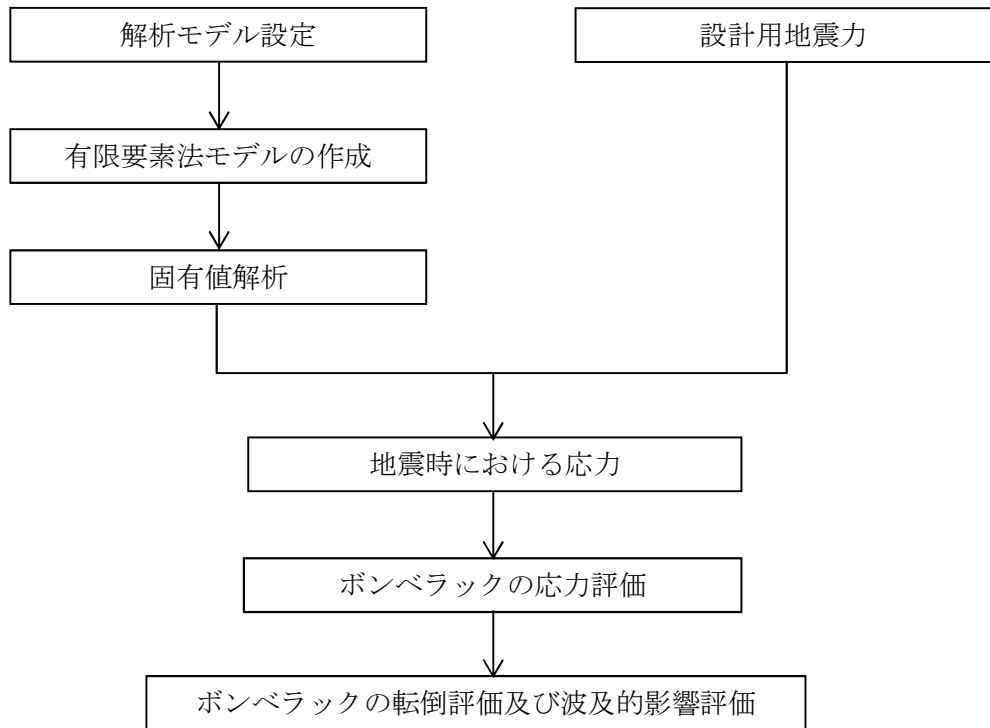 解析モデル設定
設計用地震力
有限要素法モデルの作成
固有値解析
地震時における応力
ボンベラックの応力評価
ボンベラックの転倒評価及び波及的影響評価